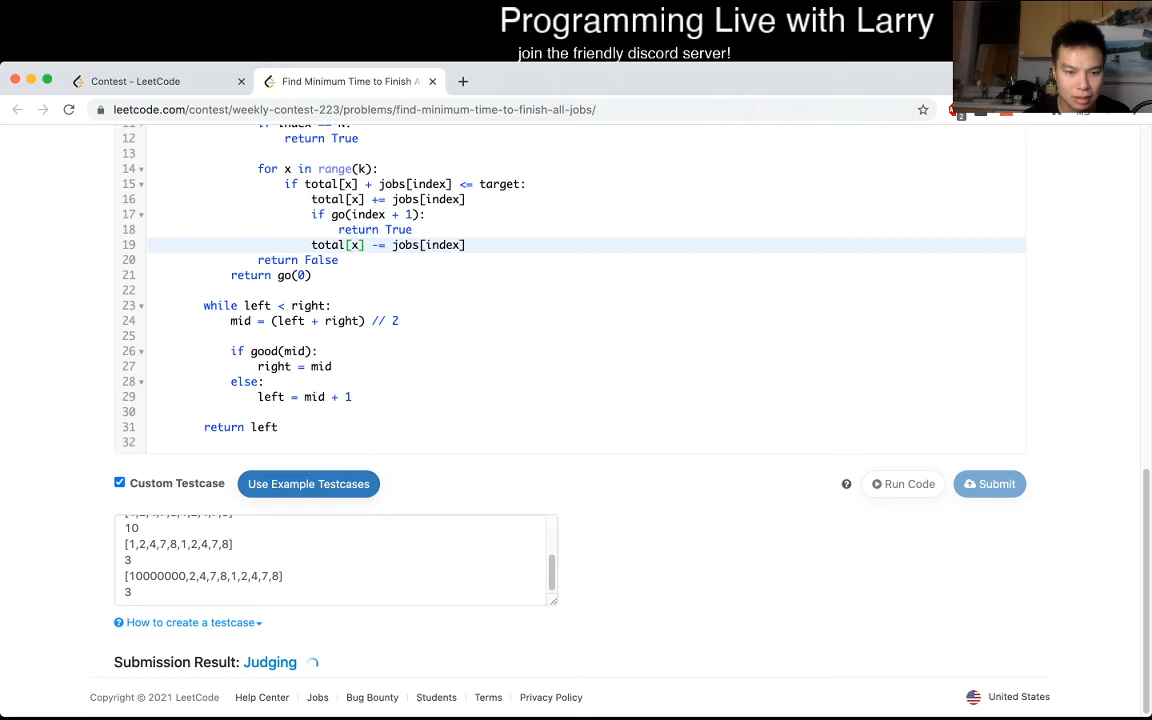 Programming Live with Larry
join the friendly discord server!
Contest - LeetCode
Find Minimum Time to Finish A
leetcode.com/contest/weekly-contest-223/problems/find-minimum-time-to-finish-all-jobs/
2
12 return True
13
14 for x in range(k):
15 if total[x] + jobs[index] <= target:
16 total[x] += jobs[index]
17 if go(index + 1):
18 return True
19 total[x] -= jobs[index]
20 return False
21 return go(0)
22
23 while left < right:
24 mid = (left + right) // 2
25
26 if good(mid):
27 right = mid
28 else:
29 left = mid + 1
30
31 return left
32
Custom Testcase
Use Example Testcases
Run Code
Submit
10
[1,2,4,7,8,1,2,4,7,8]
3
[10000000,2,4,7,8,1,2,4,7,8]
3
How to create a testcase
Submission Result: Judging
Copyright © 2021 LeetCode
Help Center
Jobs
Bug Bounty
Students
Terms
Privacy Policy
United States